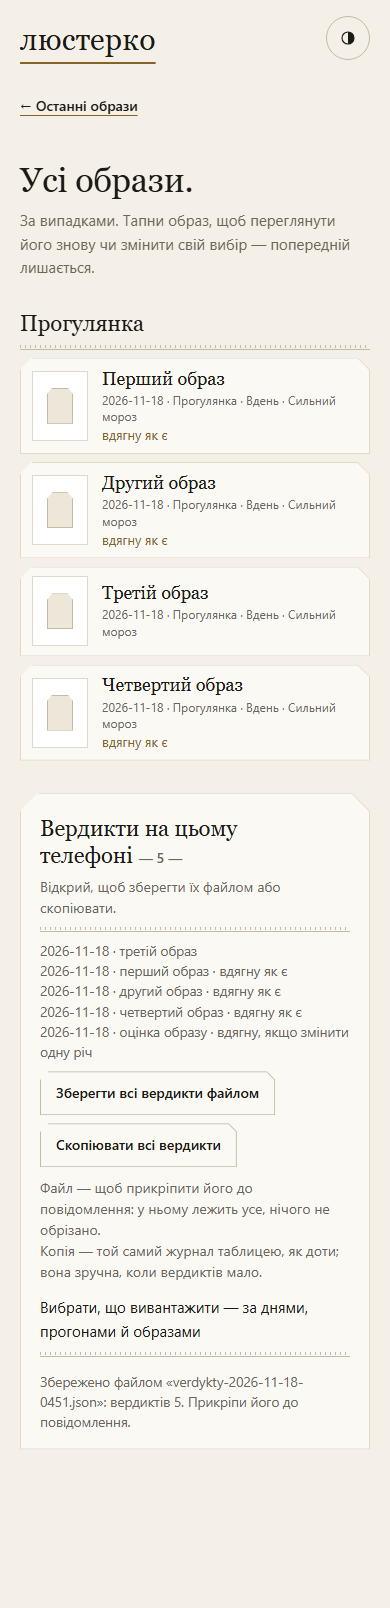 люстерко
← Останні образи
Усі образи.
За випадками. Тапни образ, щоб переглянути
його знову чи змінити свій вибір — попередній
лишається.
Прогулянка
Перший образ
2026-11-18 · Прогулянка · Вдень · Сильний
мороз
вдягну як є
Другий образ
2026-11-18 · Прогулянка · Вдень · Сильний
мороз
вдягну як є
Третій образ
2026-11-18 · Прогулянка · Вдень · Сильний
мороз
Четвертий образ
2026-11-18 · Прогулянка · Вдень · Сильний
мороз
вдягну як є
Вердикти на цьому
телефоні — 5 —
Відкрий, щоб зберегти їх файлом або
скопіювати.
2026-11-18 · третій образ
2026-11-18 · перший образ · вдягну як є
2026-11-18 · другий образ · вдягну як є
2026-11-18 · четвертий образ · вдягну як є
2026-11-18 · оцінка образу · вдягну, якщо змінити
одну річ
Зберегти всі вердикти файлом
Скопіювати всі вердикти
Файл — щоб прикріпити його до
повідомлення: у ньому лежить усе, нічого не
обрізано.
Копія — той самий журнал таблицею, як доти;
вона зручна, коли вердиктів мало.
Вибрати, що вивантажити — за днями,
прогонами й образами
Збережено файлом «verdykty-2026-11-18-
0451.json»: вердиктів 5. Прикріпи його до
повідомлення.